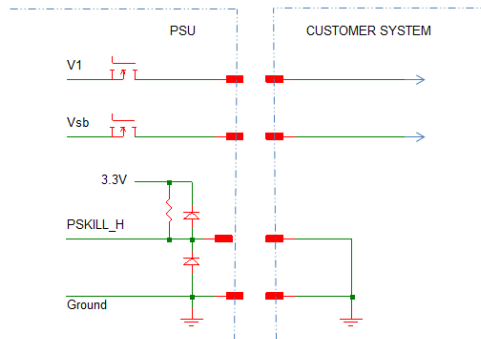 PSU
CUSTOMER SYSTEM
V1
Vsb
3.3V
PSKILL_H
Ground